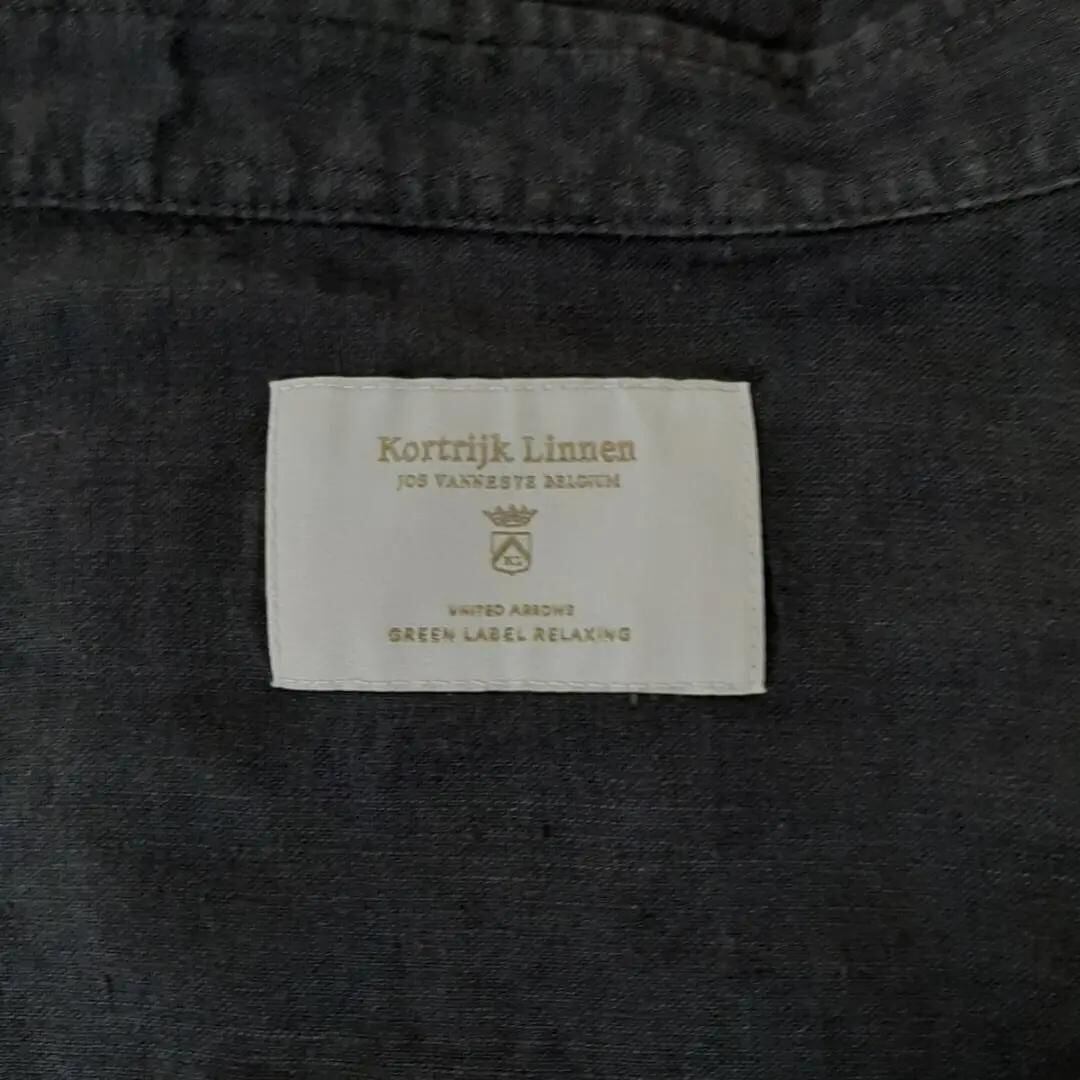 Kortrijk Linnen
JOS VANNESTE BELGIUM
KL
UNITED ARROWS
GREEN LABEL RELAXING